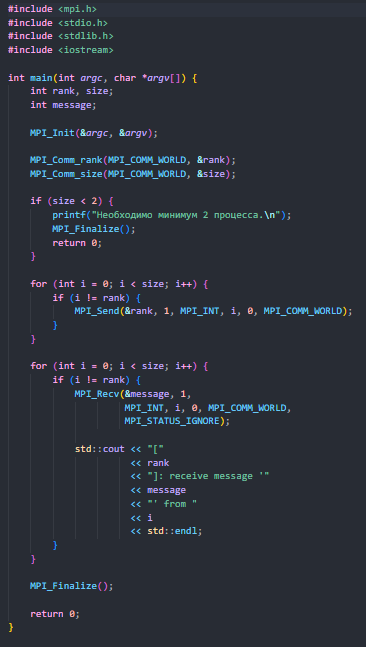 #include <mpi.h>
#include <stdio.h>
#include <stdlib.h>
#include <iostream>

int main(int argc, char *argv[]) {
    int rank, size;
    int message;

    MPI_Init(&argc, &argv);

    MPI_Comm_rank(MPI_COMM_WORLD, &rank);
    MPI_Comm_size(MPI_COMM_WORLD, &size);

    if (size < 2) {
        printf("Необходимо минимум 2 процесса.\n");
        MPI_Finalize();
        return 0;
    }

    for (int i = 0; i < size; i++) {
        if (i != rank) {
            MPI_Send(&rank, 1, MPI_INT, i, 0, MPI_COMM_WORLD);
        }
    }

    for (int i = 0; i < size; i++) {
        if (i != rank) {
            MPI_Recv(&message, 1,
                     MPI_INT, i, 0, MPI_COMM_WORLD,
                     MPI_STATUS_IGNORE);

            std::cout << "["
                      << rank
                      << "]: receive message '"
                      << message
                      << "' from "
                      << i
                      << std::endl;
        }
    }

    MPI_Finalize();

    return 0;
}